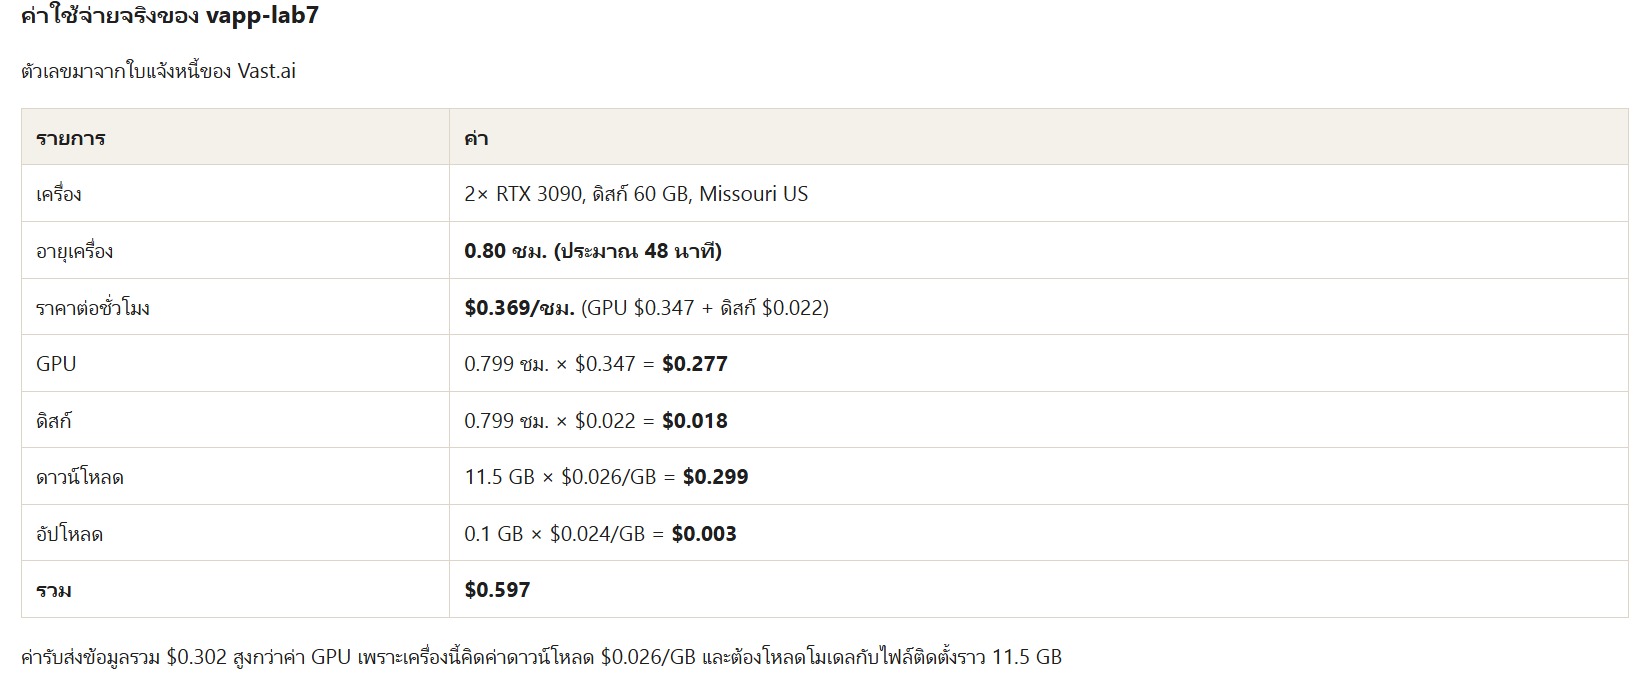 ค่าใช้จ่ายจริงของ vapp-lab7
ตัวเลขมาจากใบแจ้งหนี้ของ Vast.ai
รายการ ค่า
เครื่อง 2× RTX 3090, ดิสก์ 60 GB, Missouri US
อายุเครื่อง 0.80 ชม. (ประมาณ 48 นาที)
ราคาต่อชั่วโมง $0.369/ชม. (GPU $0.347 + ดิสก์ $0.022)
GPU 0.799 ชม. × $0.347 = $0.277
ดิสก์ 0.799 ชม. × $0.022 = $0.018
ดาวน์โหลด 11.5 GB × $0.026/GB = $0.299
อัปโหลด 0.1 GB × $0.024/GB = $0.003
รวม $0.597
ค่ารับส่งข้อมูลรวม $0.302 สูงกว่าค่า GPU เพราะเครื่องนี้คิดค่าดาวน์โหลด $0.026/GB และต้องโหลดโมเดลกับไฟล์ติดตั้งราว 11.5 GB